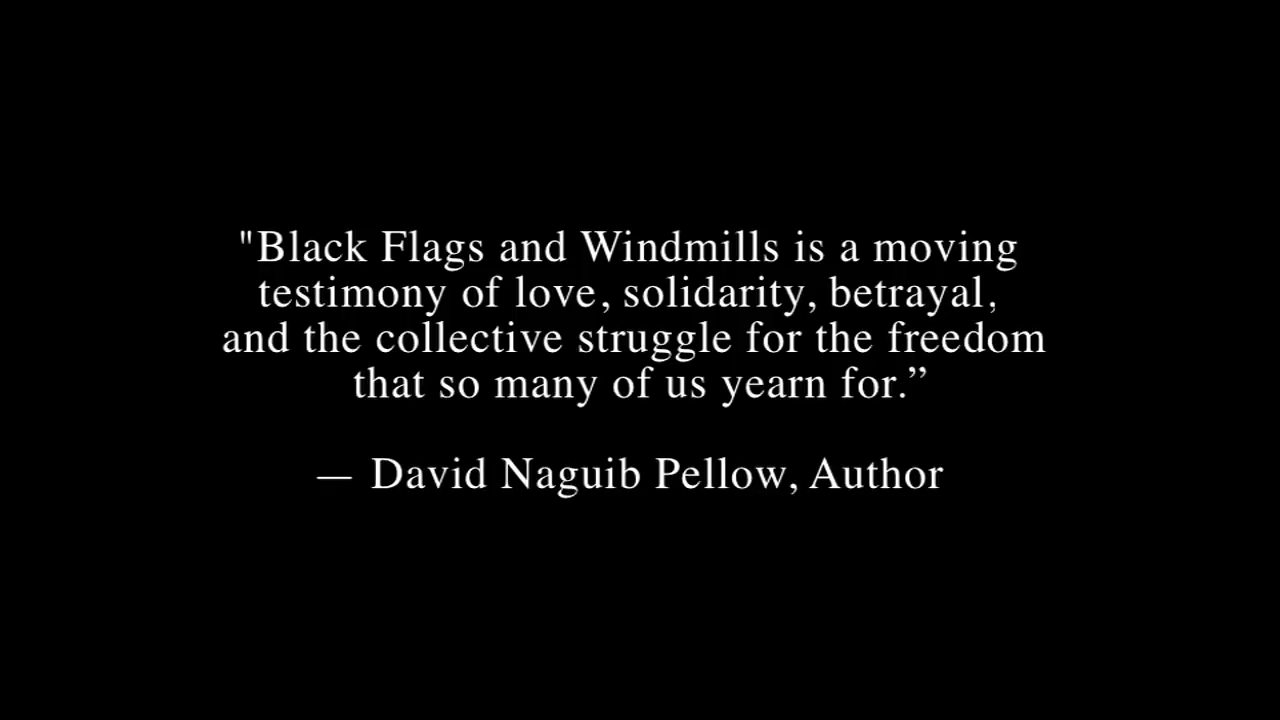 "Black Flags and Windmills is a moving
testimony of love, solidarity, betrayal,
and the collective struggle for the freedom
that so many of us yearn for.”
— David Naguib Pellow, Author